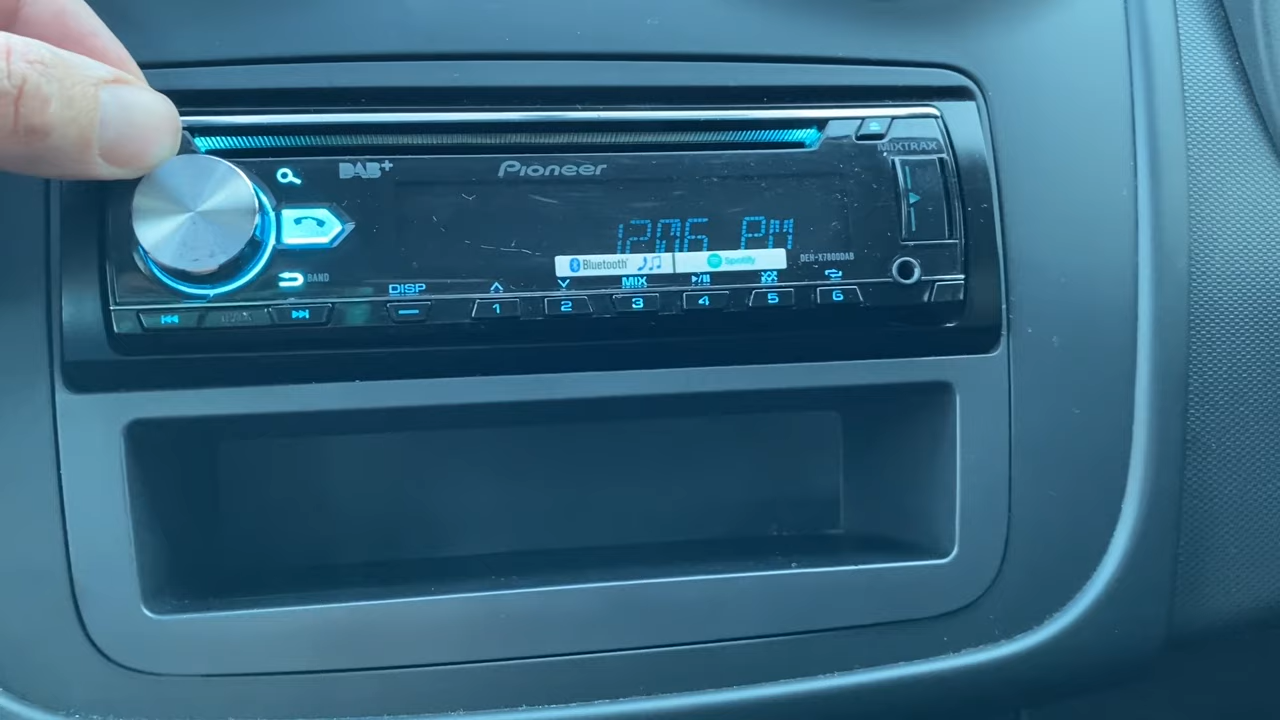 DAB+
Pioneer
MIXTRAX
12:06 PM
Bluetooth
Spotify
DEH-X7800DAB
BAND
DISP
MIX
1 2 3 4 5 6